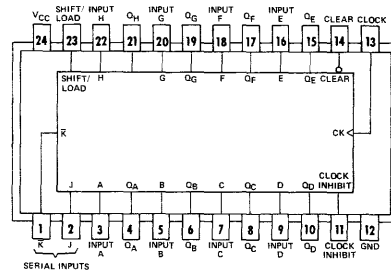 VCC SHIFT/ LOAD INPUT H QH INPUT G QG INPUT F QF INPUT E QE CLEAR CLOCK
24 23 22 21 20 19 18 17 16 15 14 13
SHIFT/ LOAD H G QG F QF E QE CLEAR
K̅ CK
CLOCK INHIBIT
J A QA B QB C QC D QD
1 2 3 4 5 6 7 8 9 10 11 12
K̅ J INPUT A QA INPUT B QB INPUT C QC INPUT D QD CLOCK INHIBIT GND
SERIAL INPUTS